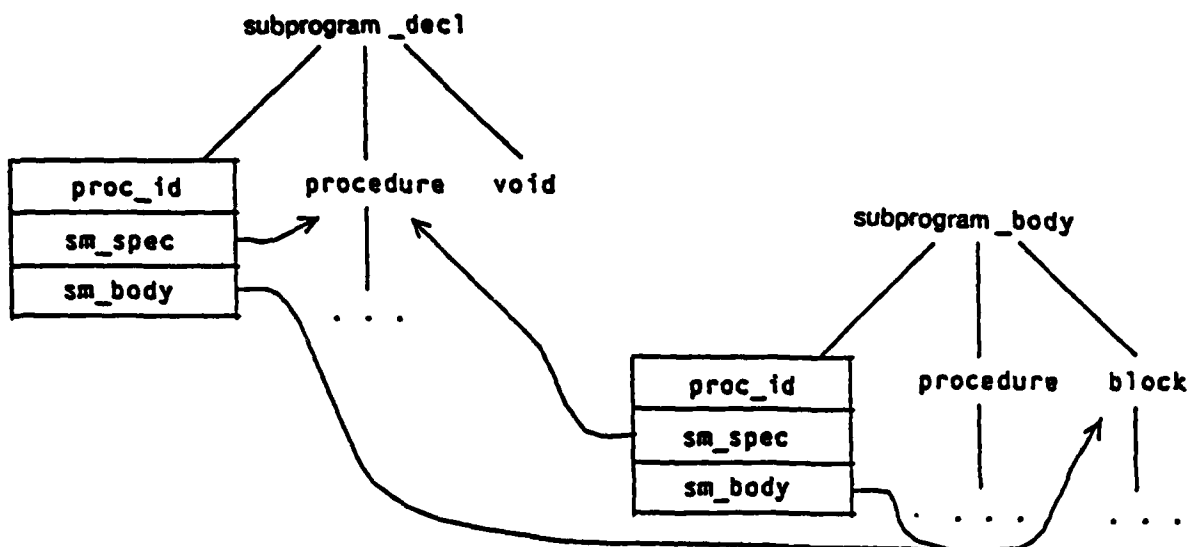 subprogram_decl
proc_id
procedure
void
sm_spec
sm_body
. . .
subprogram_body
proc_id
procedure
block
sm_spec
sm_body
. . . .
. . .